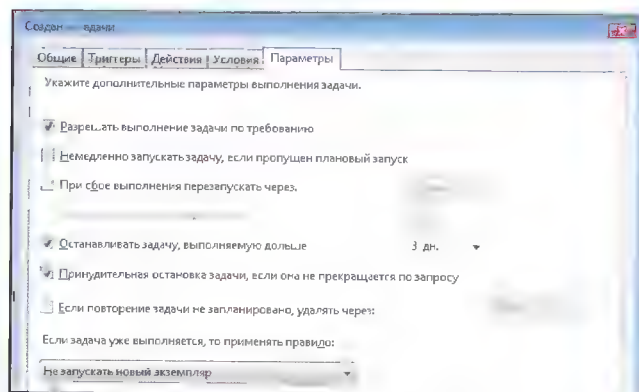 Создан адачи
Общие Триггеры Действия Условия Параметры
Укажите дополнительные параметры выполнения задачи.
Разрешать выполнение задачи по требованию
Немедленно запускать задачу, если пропущен плановый запуск
При сбое выполнения перезапускать через.
Останавливать задачу, выполняемую дольше 3 дн.
Принудительная остановка задачи, если она не прекращается по запросу
Если повторение задачи не запланировано, удалять через:
Если задача уже выполняется, то применять правило:
Не запускать новый экземпляр